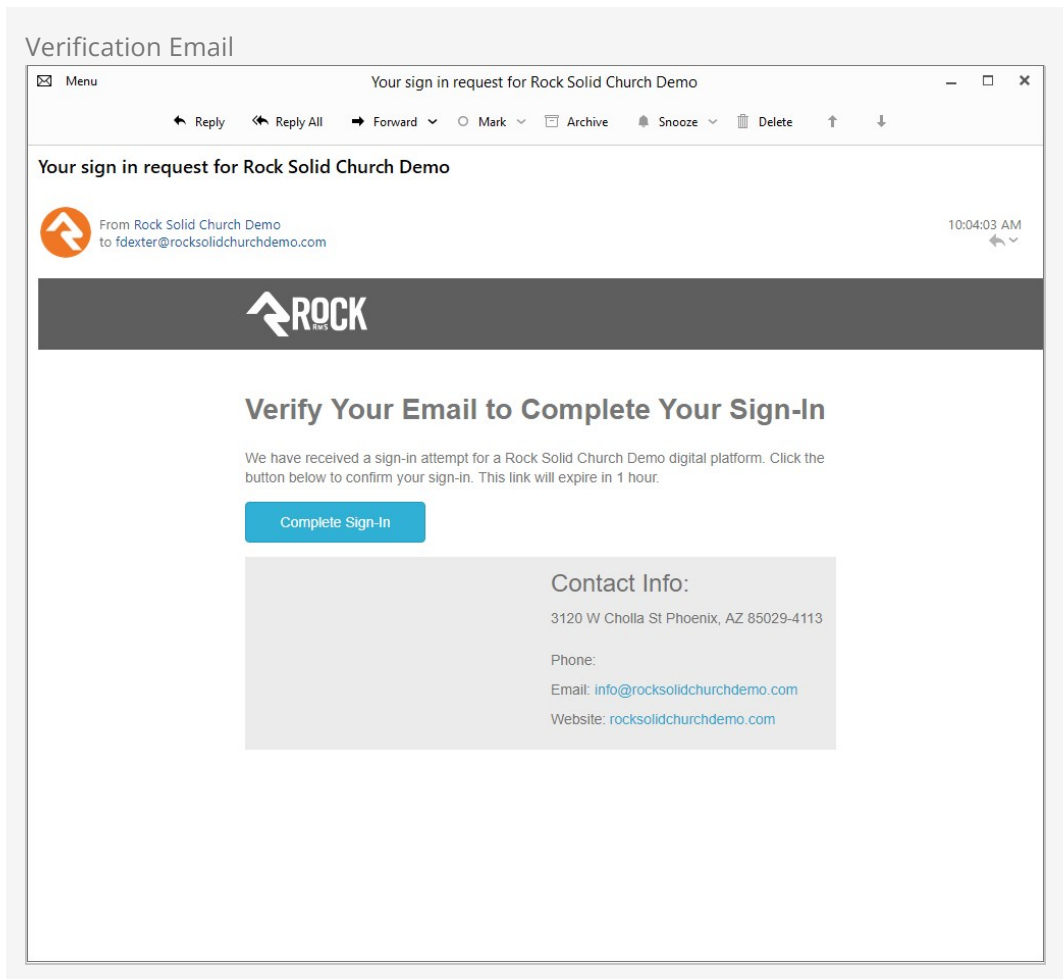 Verification Email
Menu Your sign in request for Rock Solid Church Demo
Reply Reply All Forward Mark Archive Snooze Delete
Your sign in request for Rock Solid Church Demo
From Rock Solid Church Demo 10:04:03 AM
to fdexter@rocksolidchurchdemo.com
ROCK
RMS
Verify Your Email to Complete Your Sign-In
We have received a sign-in attempt for a Rock Solid Church Demo digital platform. Click the
button below to confirm your sign-in. This link will expire in 1 hour.
Complete Sign-In
Contact Info:
3120 W Cholla St Phoenix, AZ 85029-4113
Phone:
Email: info@rocksolidchurchdemo.com
Website: rocksolidchurchdemo.com